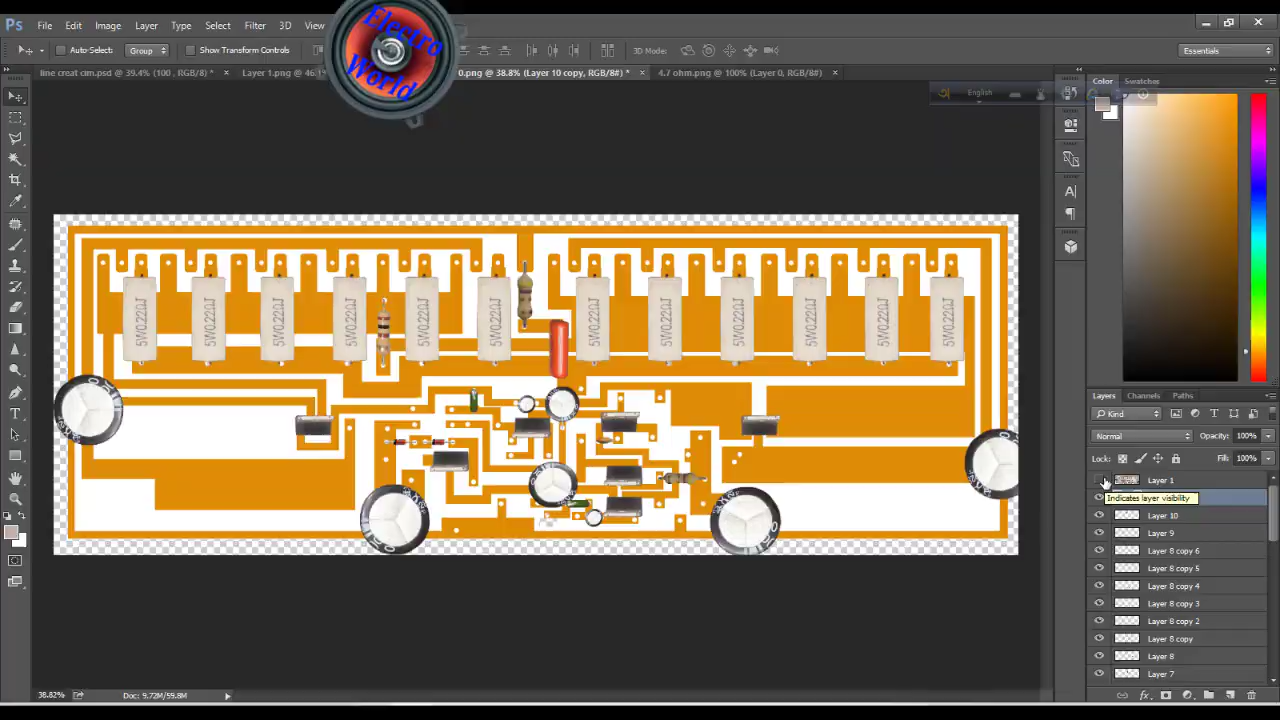 Ps File Edit Image Layer Type Select Filter 3D View
Electro
World
Auto-Select: Group Show Transform Controls 3D Mode: Essentials
line creat cim.psd @ 39.4% (100 , RGB/8) * × Layer 1.png @ 46.1 0.png @ 38.8% (Layer 10 copy, RGB/8#) * × 4.7 ohm.png @ 100% (Layer 0, RGB/8#) ×
English
Color Swatches
5W0.22ΩJ 5W0.22ΩJ 5W0.22ΩJ 5W0.22ΩJ 5W0.22ΩJ 5W0.22ΩJ 5W0.22ΩJ 5W0.22ΩJ 5W0.22ΩJ 5W0.22ΩJ 5W0.22ΩJ
Layers Channels Paths
Kind
Normal Opacity: 100%
Lock: Fill: 100%
Layer 1
Indicates layer visibility
Layer 10
Layer 9
Layer 8 copy 6
Layer 8 copy 5
Layer 8 copy 4
Layer 8 copy 3
Layer 8 copy 2
Layer 8 copy
Layer 8
Layer 7
38.82% Doc: 9.72M/59.8M